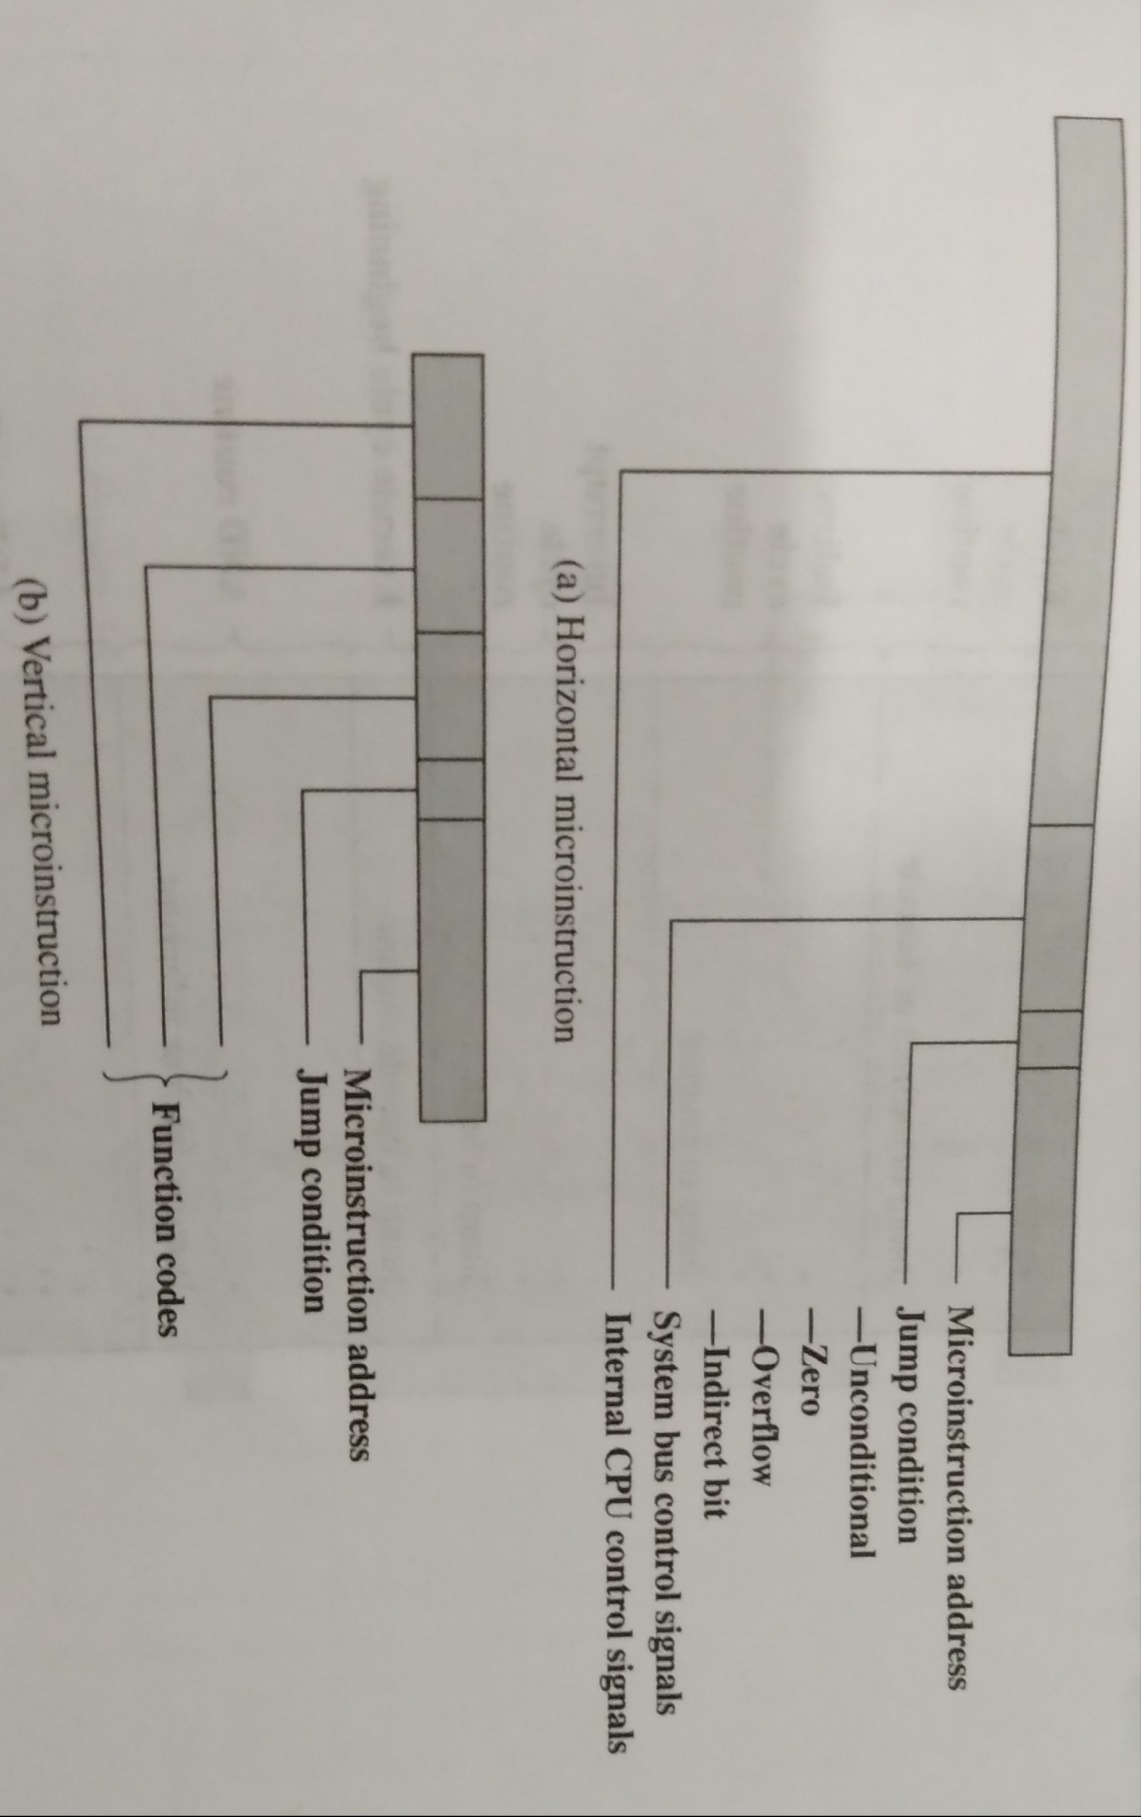 Microinstruction address
Jump condition
—Unconditional
—Zero
—Overflow
—Indirect bit
System bus control signals
Internal CPU control signals
(a) Horizontal microinstruction
Microinstruction address
Jump condition
Function codes
(b) Vertical microinstruction